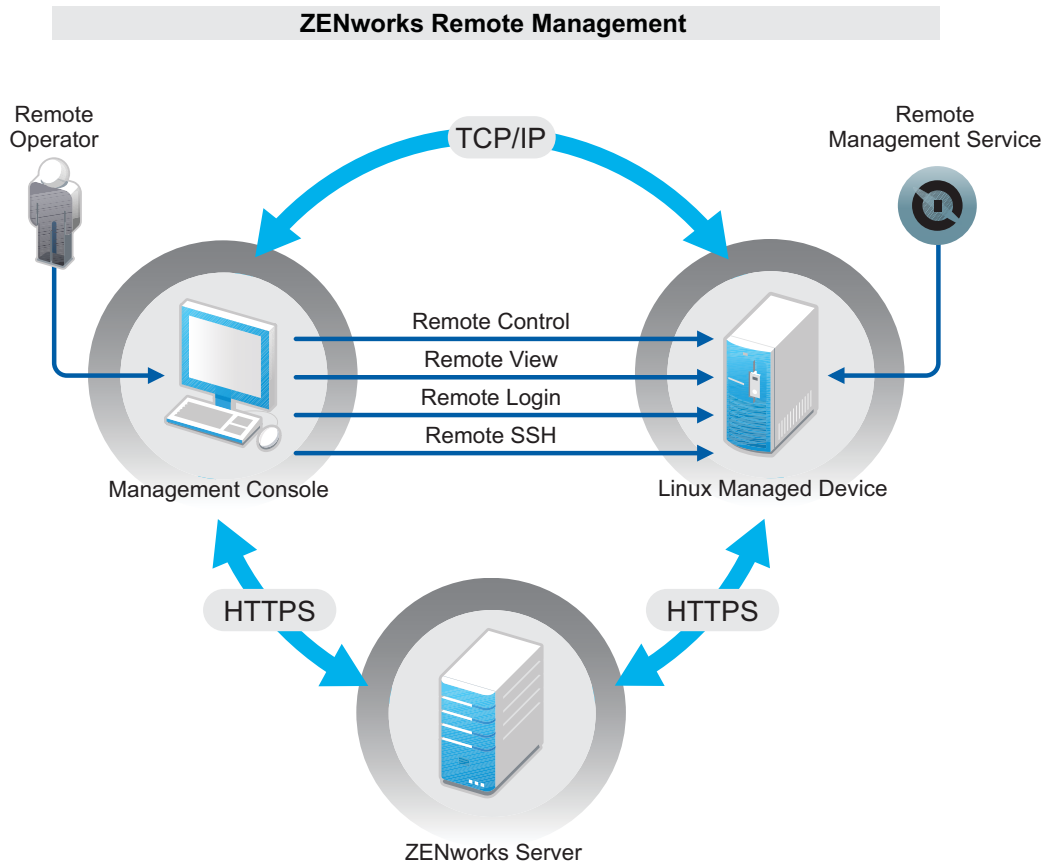 ZENworks Remote Management
Remote
Operator
TCP/IP
Remote
Management Service
Remote Control
Remote View
Remote Login
Remote SSH
Management Console
Linux Managed Device
HTTPS
HTTPS
ZENworks Server